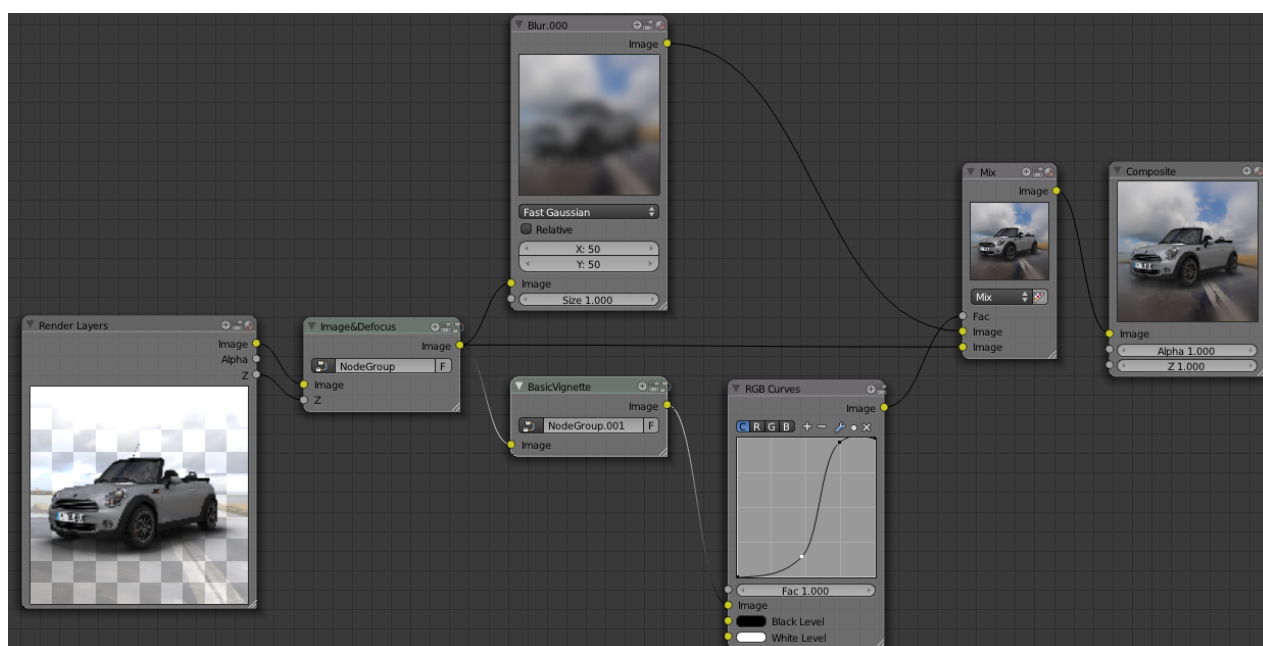 Blur.000
Image
Fast Gaussian
Relative
X: 50
Y: 50
Image
Size 1.000
Mix
Image
Mix
Fac
Image
Image
Composite
Image
Alpha 1.000
Z 1.000
Render Layers
Image
Alpha
Z
Image&Defocus
Image
NodeGroup F
Image
Z
BasicVignette
Image
NodeGroup.001 F
Image
RGB Curves
Image
C R G B
Fac 1.000
Image
Black Level
White Level